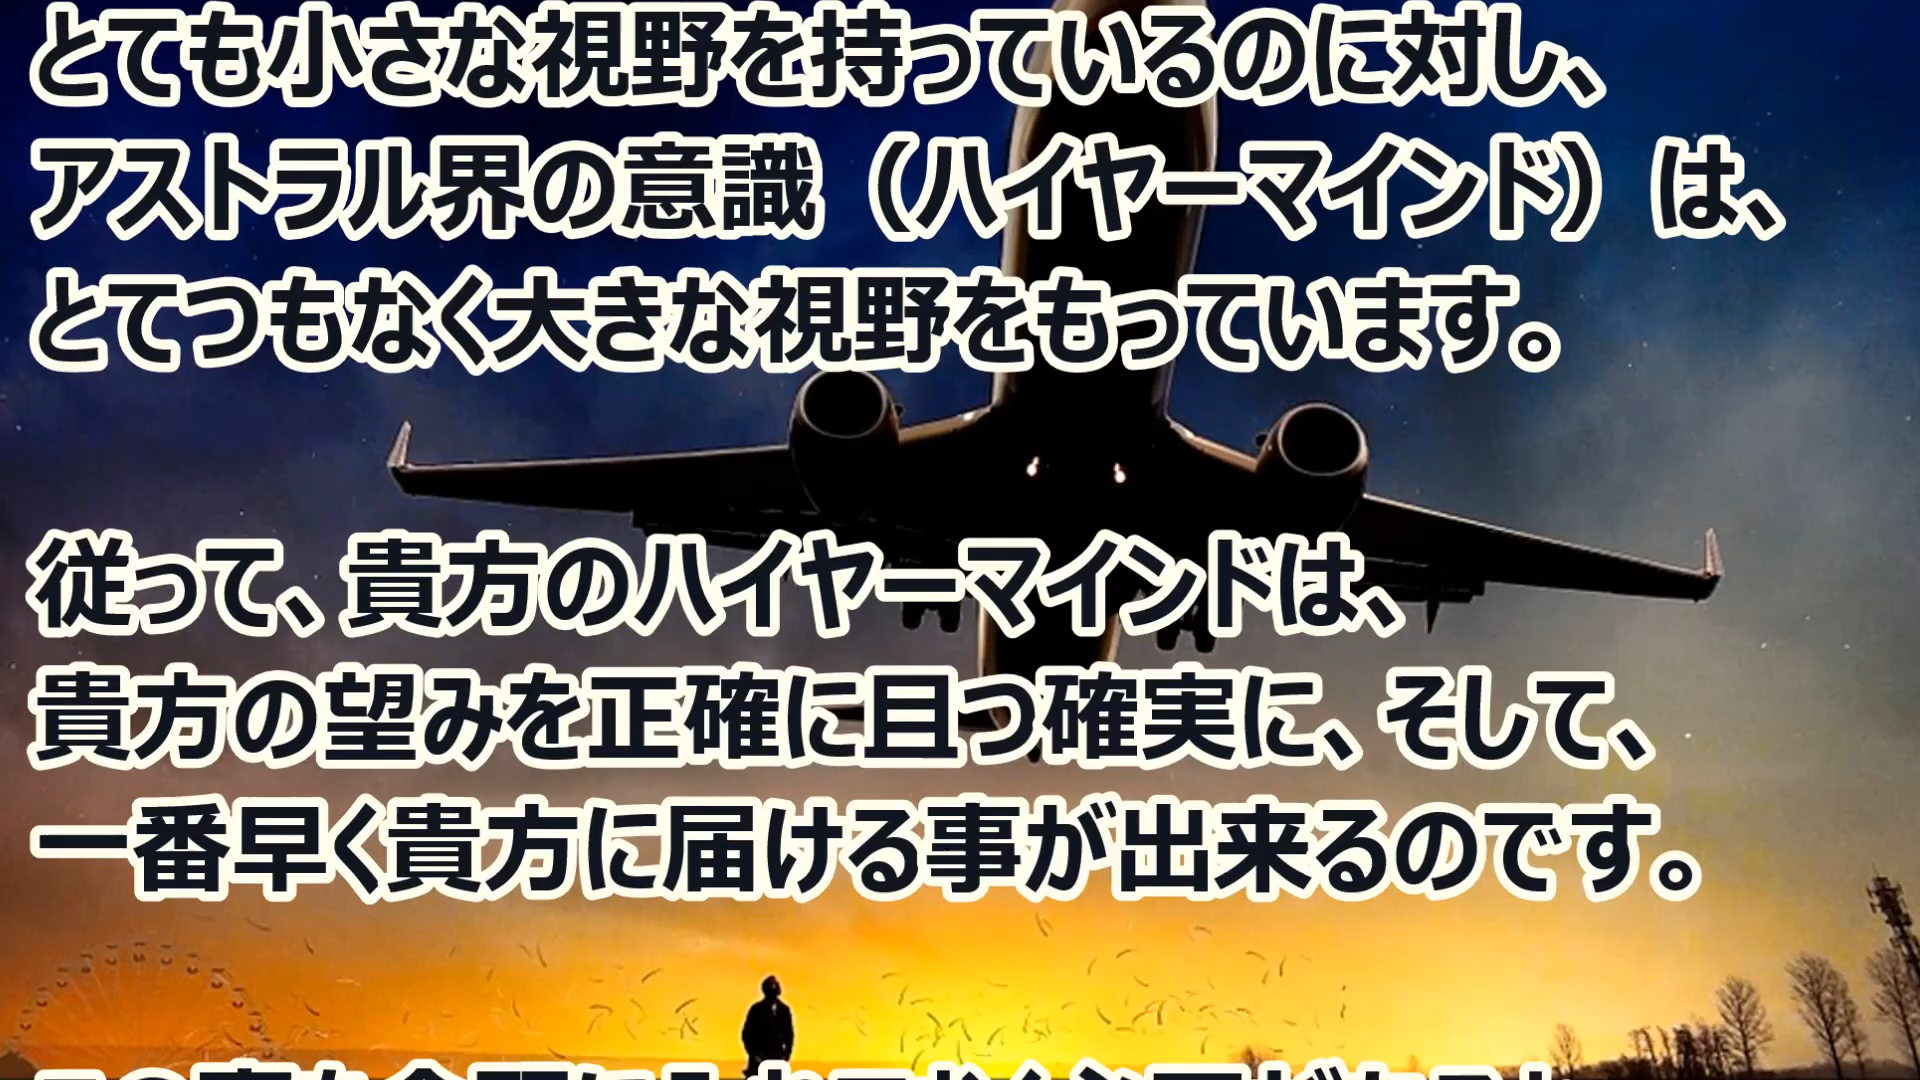 とても小さな視野を持っているのに対し、
アストラル界の意識（ハイヤーマインド）は、
とてつもなく大きな視野をもっています。
従って、貴方のハイヤーマインドは、
貴方の望みを正確に且つ確実に、そして、
一番早く貴方に届ける事が出来るのです。